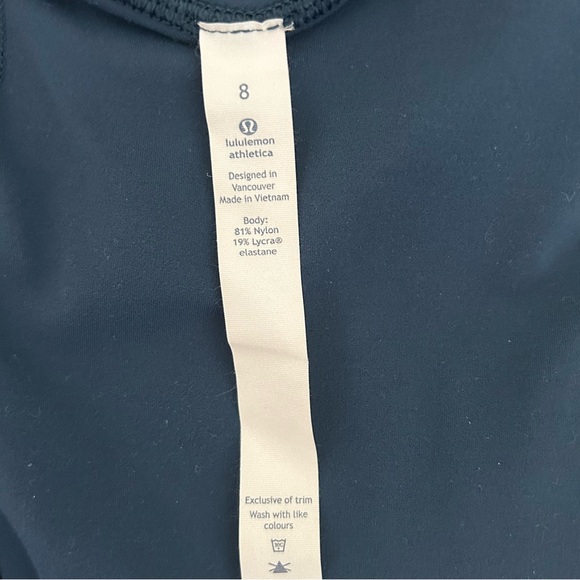 8
lululemon
athletica
Designed in
Vancouver
Made in Vietnam
Body:
81% Nylon
19% Lycra®
elastane
Exclusive of trim
Wash with like
colours